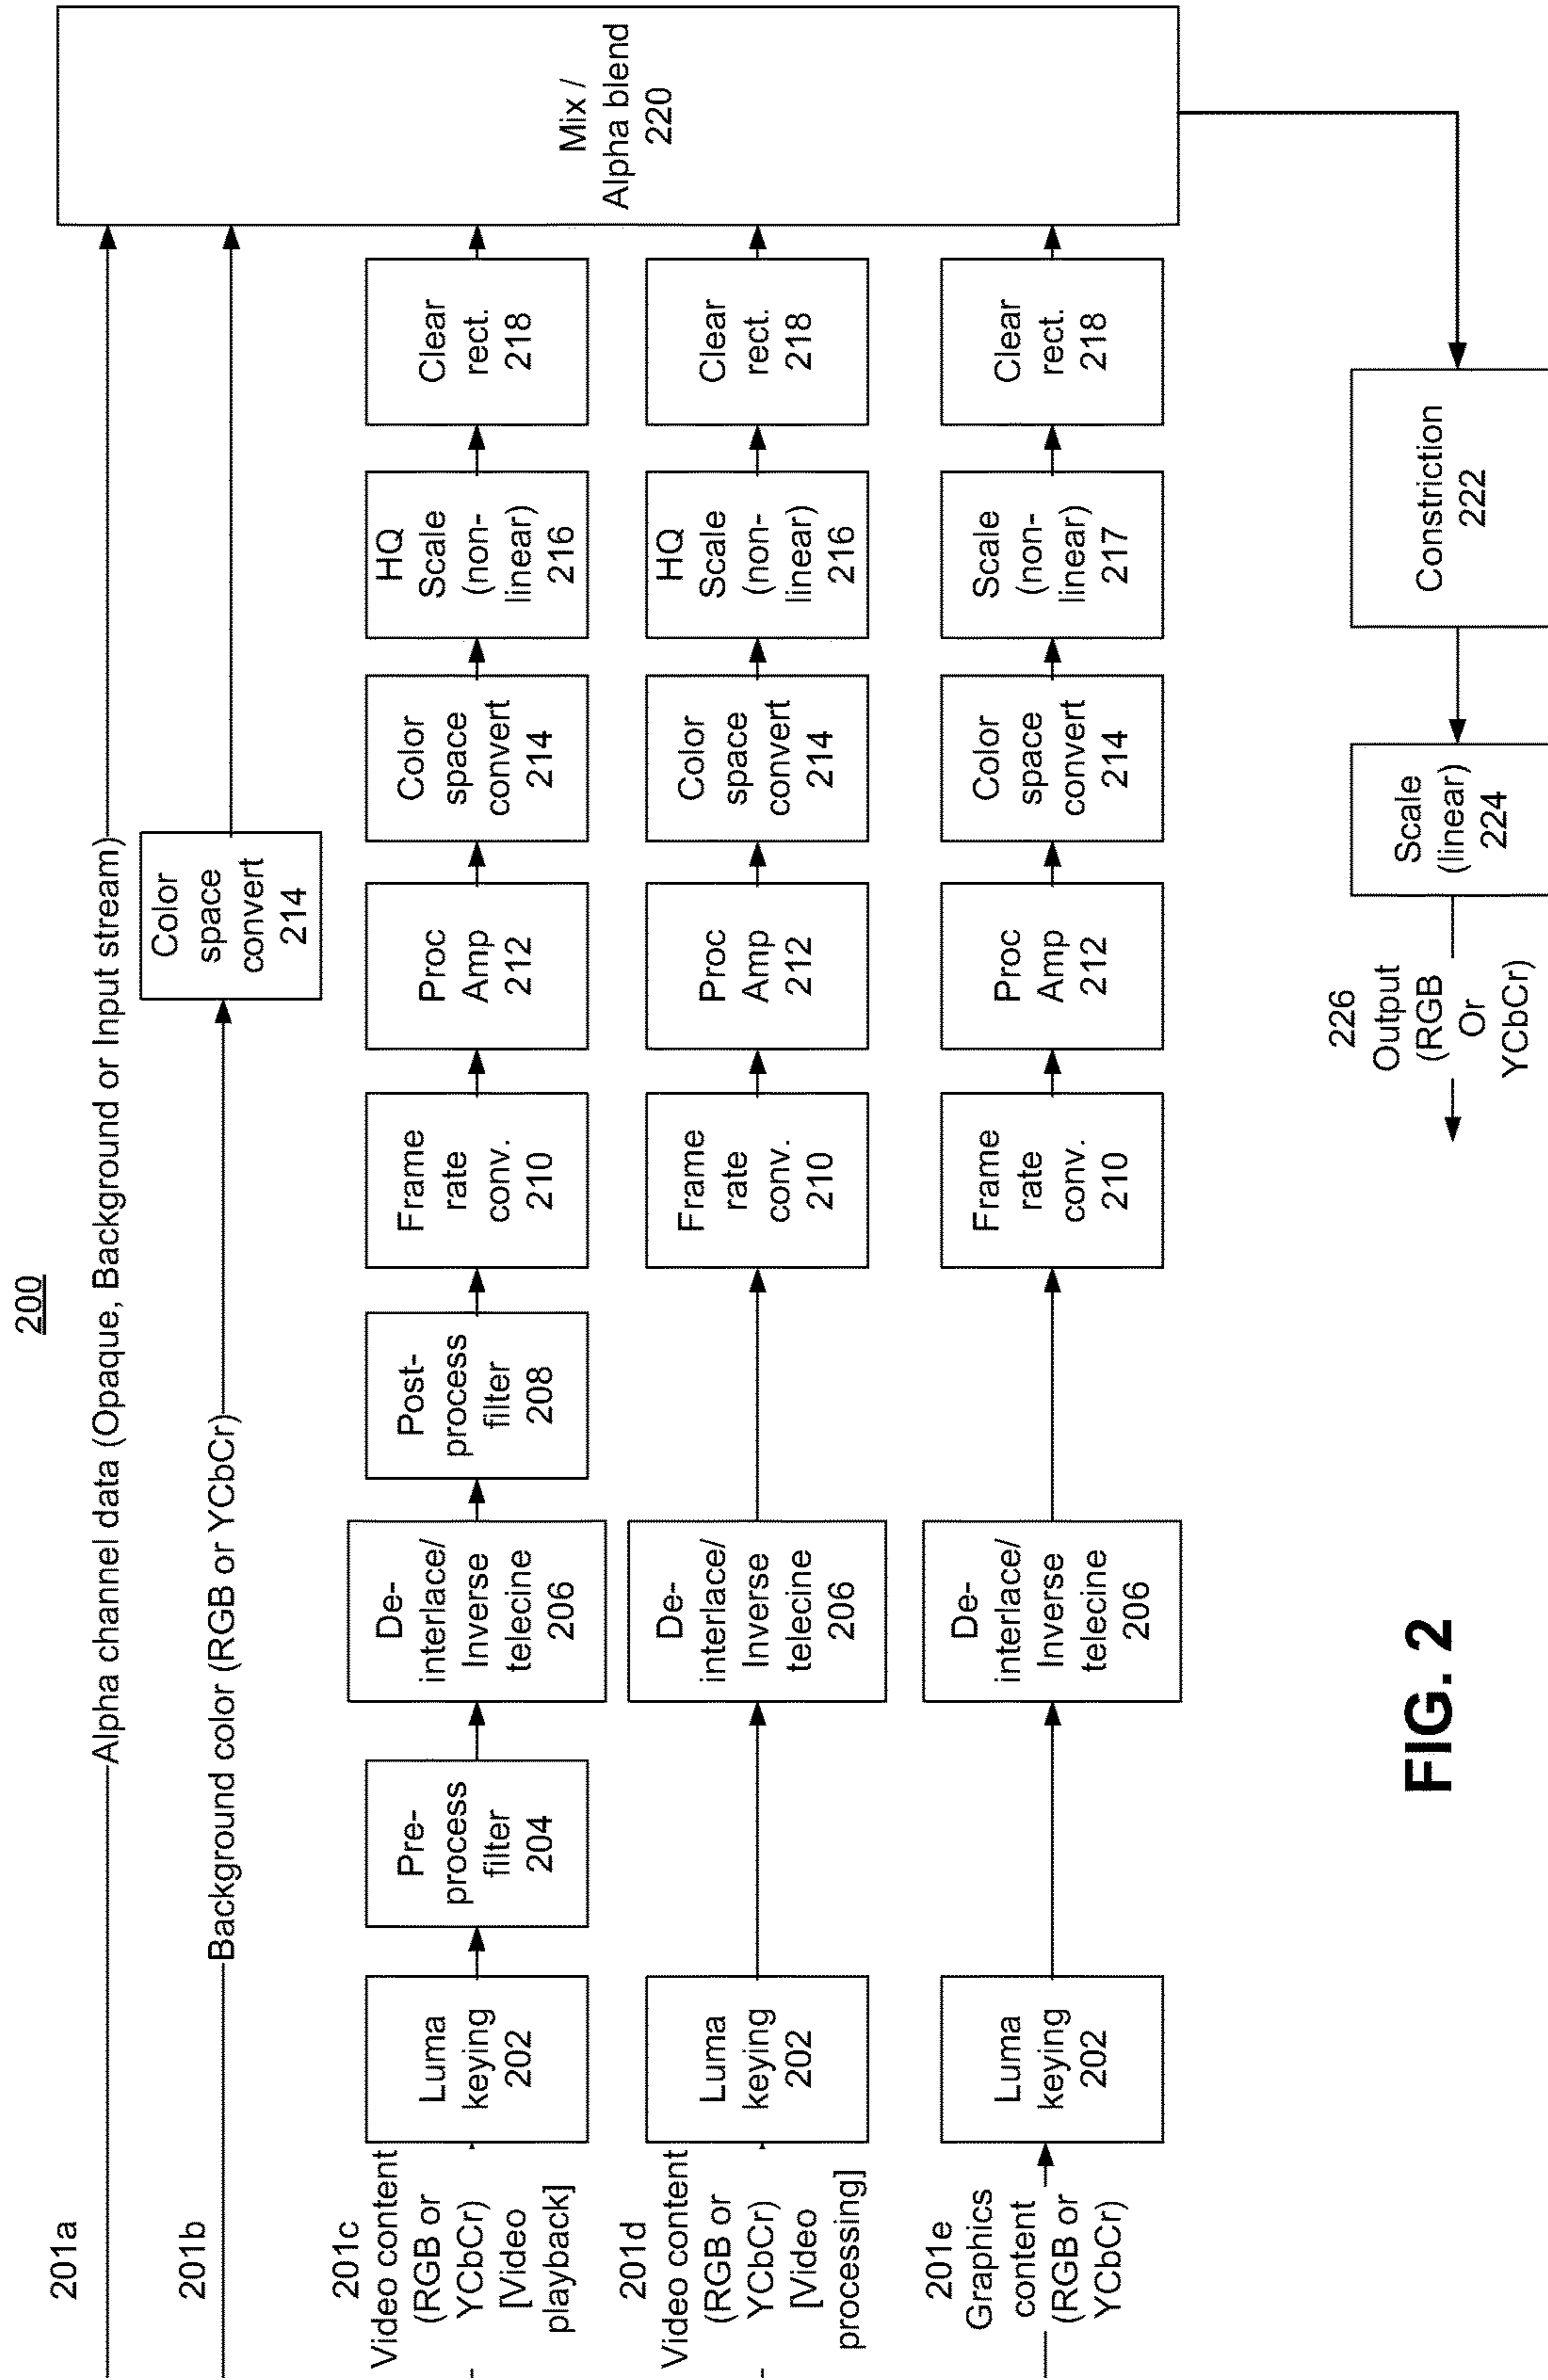 200
201a
Alpha channel data (Opaque, Background or Input stream)
201b
Background color (RGB or YCbCr)
Color
space
convert
214
201c
Video content
(RGB or
YCbCr)
[Video
playback]
Luma
keying
202
Pre-
process
filter
204
De-
interlace/
Inverse
telecine
206
Post-
process
filter
208
Frame
rate
conv.
210
Proc
Amp
212
Color
space
convert
214
HQ
Scale
(non-
linear)
216
Clear
rect.
218
201d
Video content
(RGB or
YCbCr)
[Video
processing]
Luma
keying
202
De-
interlace/
Inverse
telecine
206
Frame
rate
conv.
210
Proc
Amp
212
Color
space
convert
214
HQ
Scale
(non-
linear)
216
Clear
rect.
218
201e
Graphics
content
(RGB or
YCbCr)
Luma
keying
202
De-
interlace/
Inverse
telecine
206
Frame
rate
conv.
210
Proc
Amp
212
Color
space
convert
214
Scale
(non-
linear)
217
Clear
rect.
218
Mix /
Alpha blend
220
Constriction
222
Scale
(linear)
224
226
Output
(RGB
Or
YCbCr)
FIG. 2